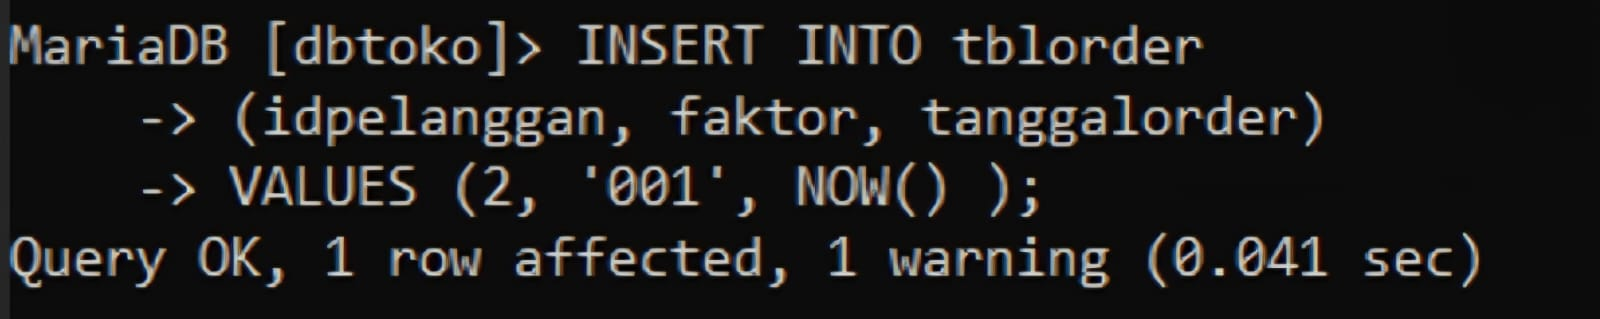 MariaDB [dbtoko]> INSERT INTO tblorder
    -> (idpelanggan, faktor, tanggalorder)
    -> VALUES (2, '001', NOW() );
Query OK, 1 row affected, 1 warning (0.041 sec)